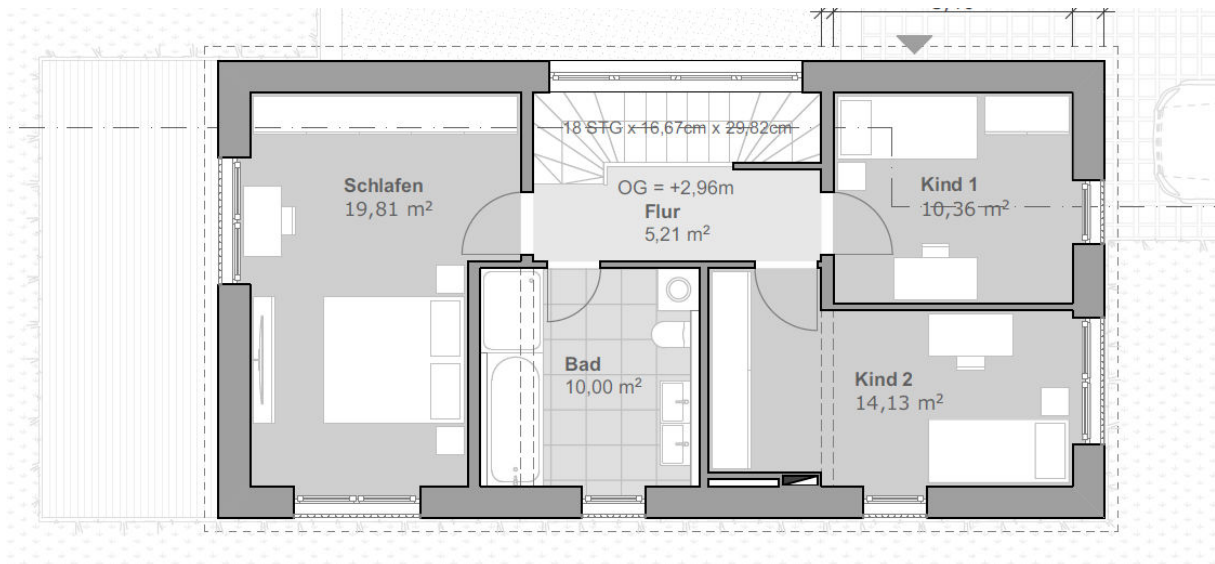 18 STG x 16,67cm x 29,82cm
Schlafen
19,81 m²
OG = +2,96m
Flur
5,21 m²
Kind 1
10,36 m²
Bad
10,00 m²
Kind 2
14,13 m²